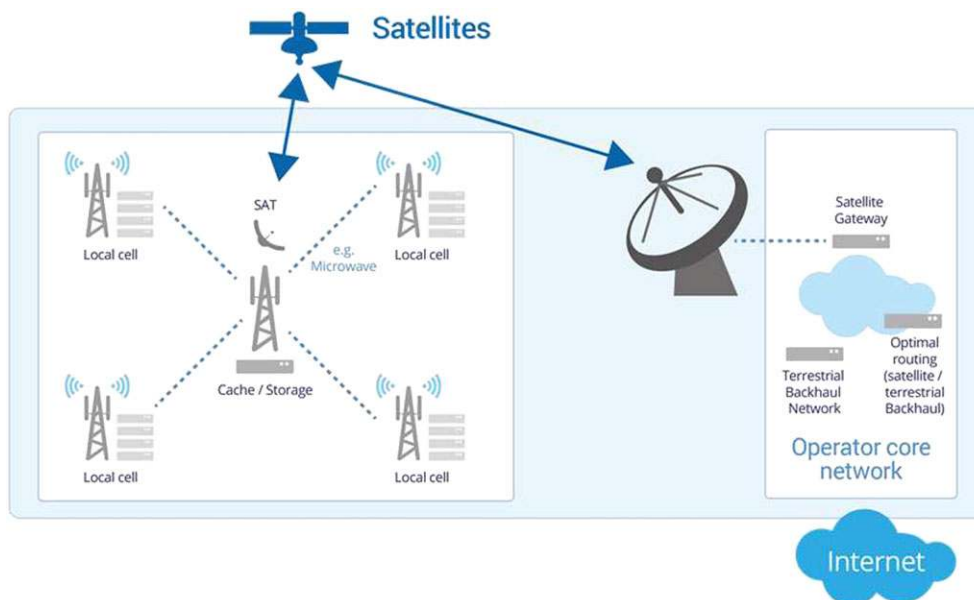 Satellites
Local cell
SAT
Local cell
e.g.
Microwave
Cache / Storage
Local cell
Local cell
Satellite
Gateway
Terrestrial
Backhaul
Network
Optimal
routing
(satellite /
terrestrial
Backhaul)
Operator core
network
Internet